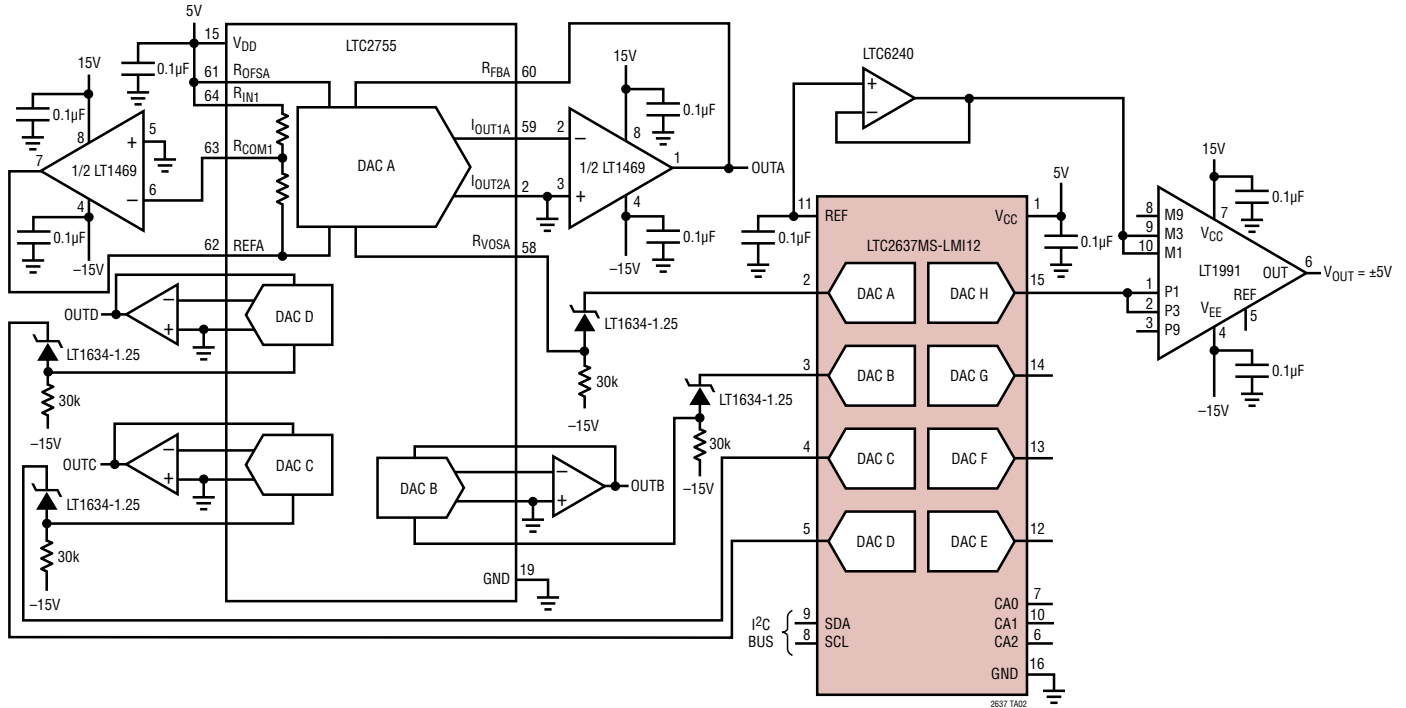 5V
15 VDD
LTC2755
0.1µF
61 ROFSA
64 RIN1
63 RCOM1
62 REFA
RFBA 60
IOUT1A 59
IOUT2A 2
RVOSA 58
DAC A
15V
0.1µF
8
5
+
7
1/2 LT1469
6
−
4
0.1µF
−15V
15V
0.1µF
8
2
−
1/2 LT1469
1
OUTA
3
+
4
0.1µF
−15V
LTC6240
+
−
OUTD
−
+
DAC D
LT1634-1.25
30k
−15V
OUTC
−
+
DAC C
LT1634-1.25
30k
−15V
DAC B
−
+
OUTB
GND 19
LT1634-1.25
30k
−15V
LT1634-1.25
30k
−15V
0.1µF
11 REF
VCC 1
5V
0.1µF
LTC2637MS-LMI12
2 DAC A
DAC H 15
3 DAC B
DAC G 14
4 DAC C
DAC F 13
5 DAC D
DAC E 12
CA0 7
I2C BUS
9 SDA
8 SCL
CA1 10
CA2 6
GND 16
2637 TA02
15V
0.1µF
7
VCC
8 M9
9 M3
10 M1
LT1991
OUT 6
VOUT = ±5V
1 P1
2 P3
3 P9
REF
5
VEE
4
0.1µF
−15V